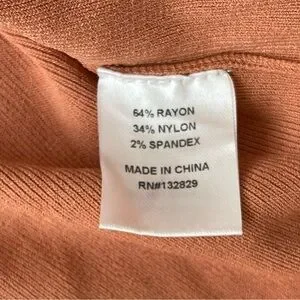 64% RAYON
34% NYLON
2% SPANDEX
MADE IN CHINA
RN#132829